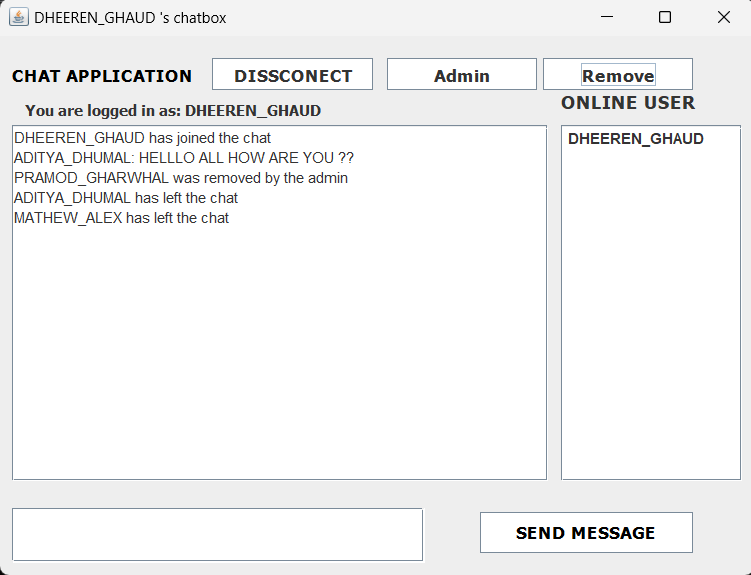 DHEEREN_GHAUD 's chatbox
CHAT APPLICATION
DISSCONECT
Admin
Remove
You are logged in as: DHEEREN_GHAUD
ONLINE USER
DHEEREN_GHAUD has joined the chat
ADITYA_DHUMAL: HELLLO ALL HOW ARE YOU ??
PRAMOD_GHARWHAL was removed by the admin
ADITYA_DHUMAL has left the chat
MATHEW_ALEX has left the chat
DHEEREN_GHAUD
SEND MESSAGE